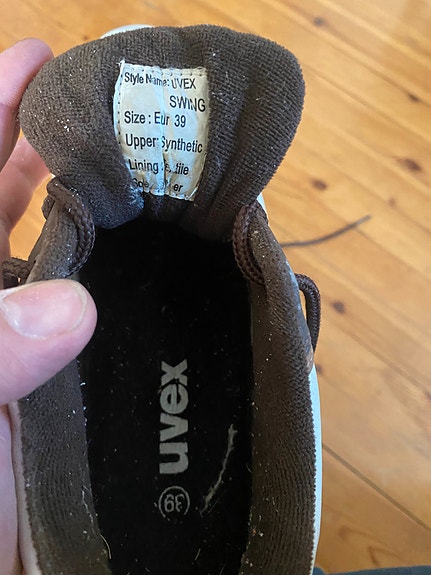 Style Name: UVEX
SWING
Size : Eur 39
Upper: Synthetic
Lining
uvex
39